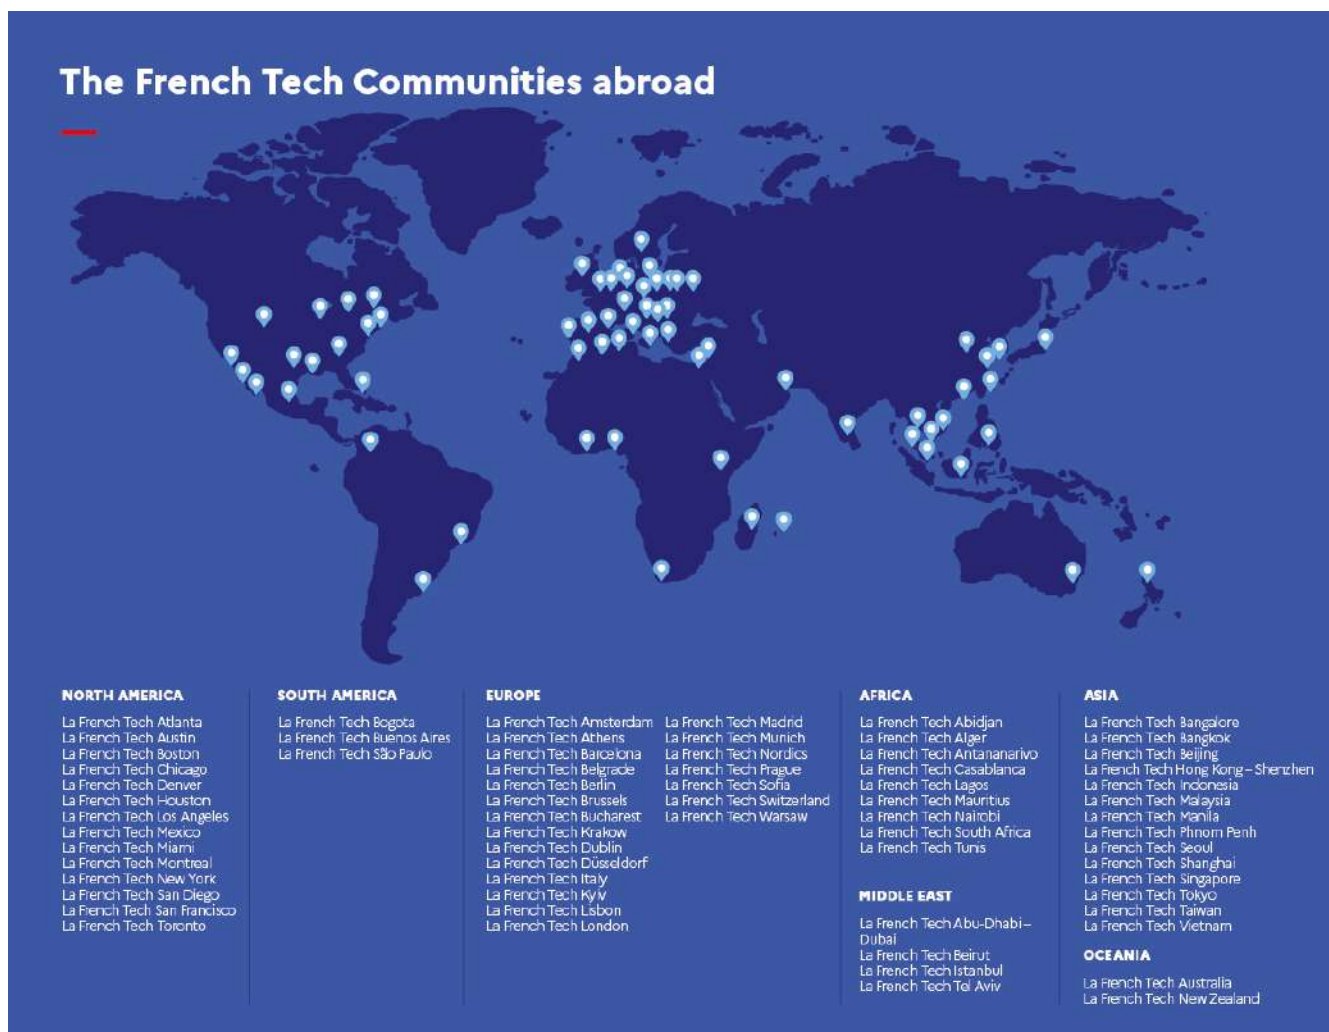 The French Tech Communities abroad
NORTH AMERICA
La French Tech Atlanta
La French Tech Austin
La French Tech Boston
La French Tech Chicago
La French Tech Denver
La French Tech Houston
La French Tech Los Angeles
La French Tech Mexico
La French Tech Miami
La French Tech Montreal
La French Tech New York
La French Tech San Diego
La French Tech San Francisco
La French Tech Toronto
SOUTH AMERICA
La French Tech Bogota
La French Tech Buenos Aires
La French Tech São Paulo
EUROPE
La French Tech Amsterdam
La French Tech Athens
La French Tech Barcelona
La French Tech Belgrade
La French Tech Berlin
La French Tech Brussels
La French Tech Bucharest
La French Tech Krakow
La French Tech Dublin
La French Tech Düsseldorf
La French Tech Italy
La French Tech Kyiv
La French Tech Lisbon
La French Tech London
La French Tech Madrid
La French Tech Munich
La French Tech Nordics
La French Tech Prague
La French Tech Sofia
La French Tech Switzerland
La French Tech Warsaw
AFRICA
La French Tech Abidjan
La French Tech Alger
La French Tech Antananarivo
La French Tech Casablanca
La French Tech Lagos
La French Tech Mauritius
La French Tech Nairobi
La French Tech South Africa
La French Tech Tunis
MIDDLE EAST
La French Tech Abu-Dhabi –
Dubai
La French Tech Beirut
La French Tech Istanbul
La French Tech Tel Aviv
ASIA
La French Tech Bangalore
La French Tech Bangkok
La French Tech Beijing
La French Tech Hong Kong – Shenzhen
La French Tech Indonesia
La French Tech Malaysia
La French Tech Manila
La French Tech Phnom Penh
La French Tech Seoul
La French Tech Shanghai
La French Tech Singapore
La French Tech Tokyo
La French Tech Taiwan
La French Tech Vietnam
OCEANIA
La French Tech Australia
La French Tech New Zealand